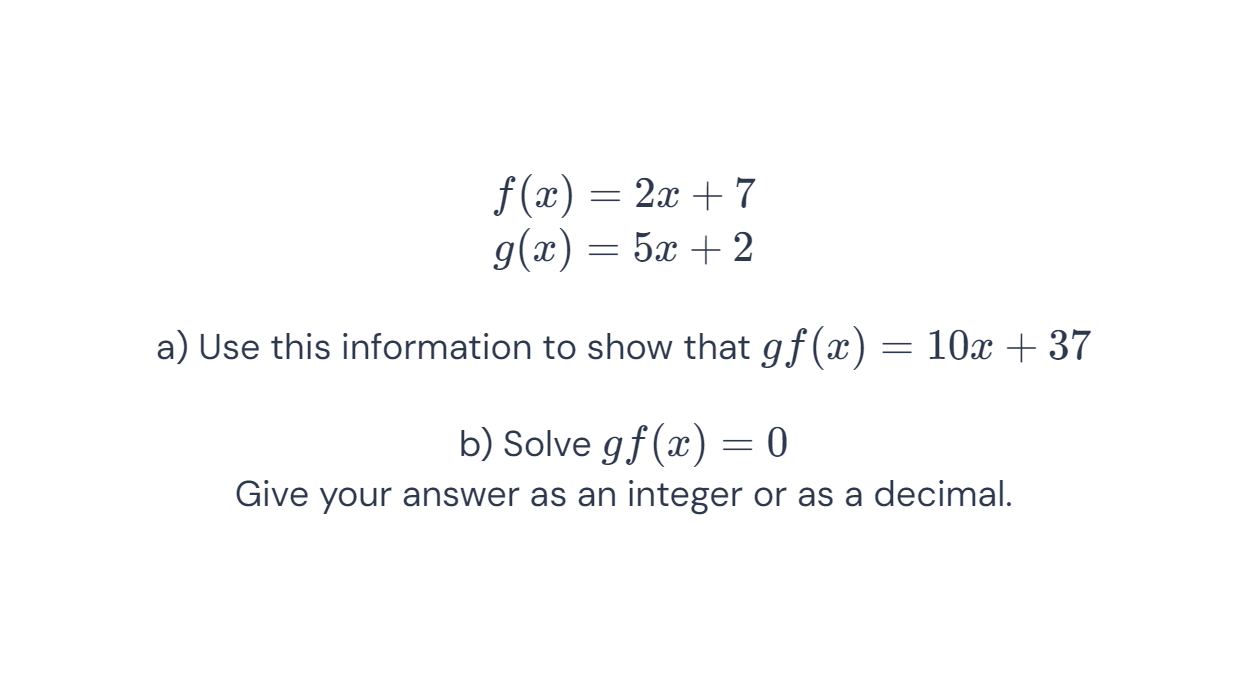 f(x) = 2x + 7
g(x) = 5x + 2
a) Use this information to show that gf(x) = 10x + 37
b) Solve gf(x) = 0
Give your answer as an integer or as a decimal.